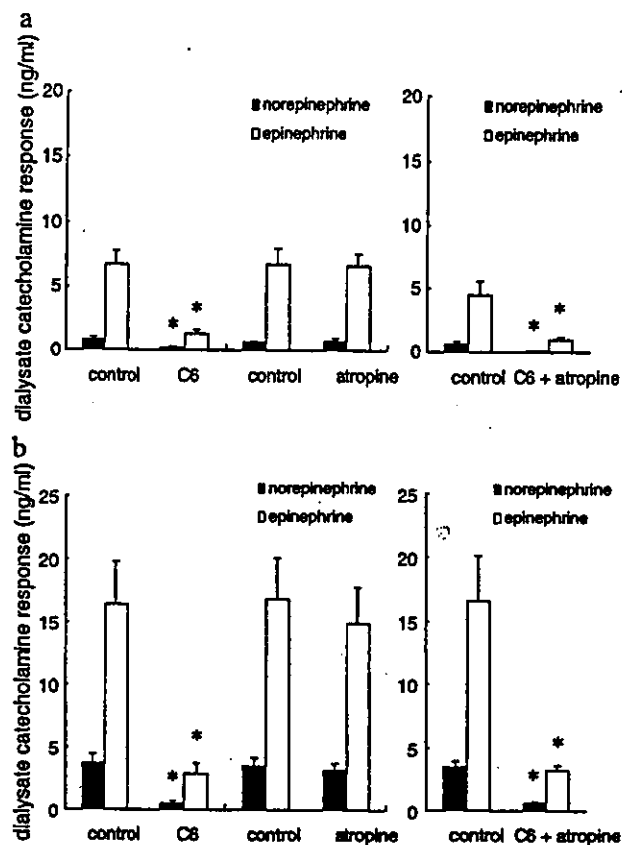 a
dialysate catecholamine response (ng/ml)
20
15
10
5
0
norepinephrine
epinephrine
*
*
control C6 control atropine
20
15
10
5
0
norepinephrine
epinephrine
*
*
control C6 + atropine
b
dialysate catecholamine response (ng/ml)
25
20
15
10
5
0
norepinephrine
epinephrine
*
*
control C6 control atropine
25
20
15
10
5
0
norepinephrine
epinephrine
*
*
control C6 + atropine